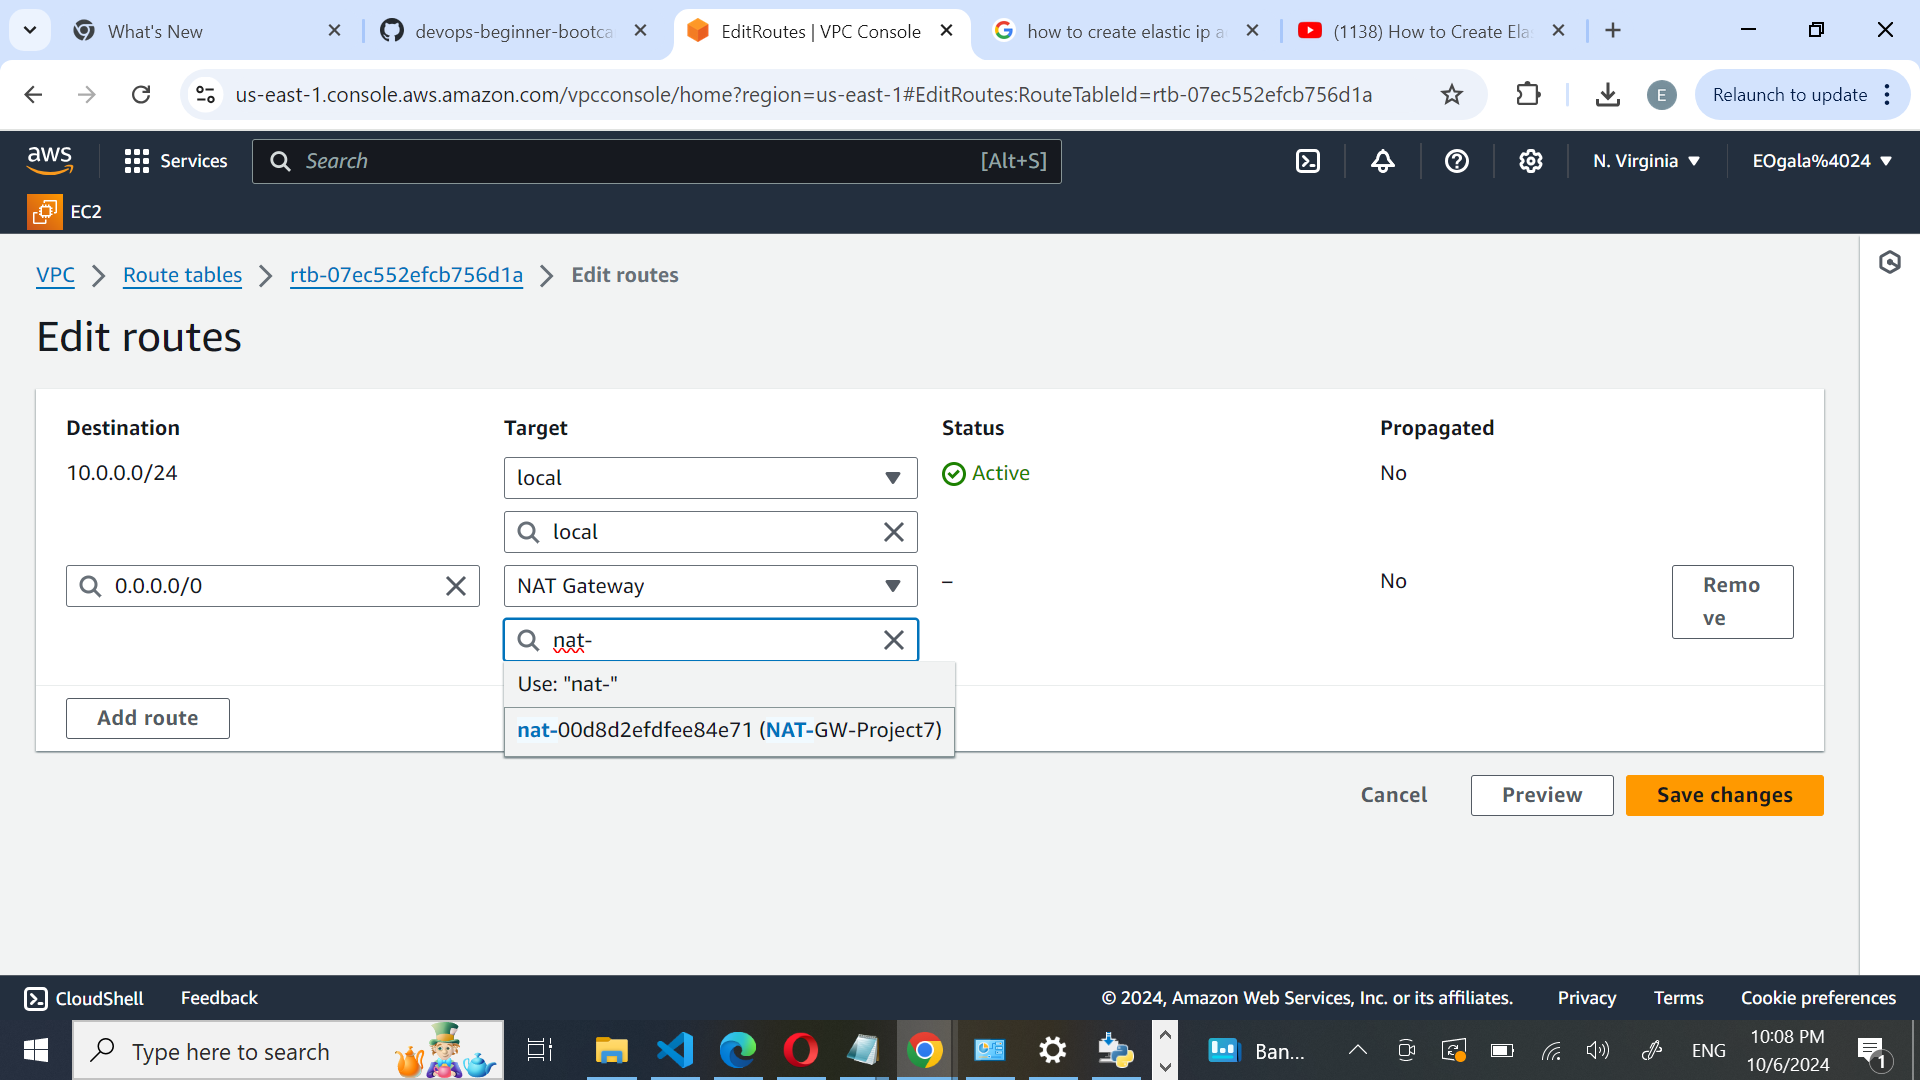 What's New
devops-beginner-bootca
EditRoutes | VPC Console
how to create elastic ip a
(1138) How to Create Ela
us-east-1.console.aws.amazon.com/vpcconsole/home?region=us-east-1#EditRoutes:RouteTableId=rtb-07ec552efcb756d1a
E
Relaunch to update
aws
Services
Search
[Alt+S]
N. Virginia
EOgala%4024
EC2
VPC
Route tables
rtb-07ec552efcb756d1a
Edit routes
Edit routes
Destination
Target
Status
Propagated
10.0.0.0/24
local
Active
No
local
0.0.0.0/0
NAT Gateway
–
No
Remo
ve
nat-
Use: "nat-"
nat-00d8d2efdfee84e71 (NAT-GW-Project7)
Add route
Cancel
Preview
Save changes
CloudShell
Feedback
© 2024, Amazon Web Services, Inc. or its affiliates.
Privacy
Terms
Cookie preferences
Type here to search
Ban...
ENG
10:08 PM
10/6/2024
1